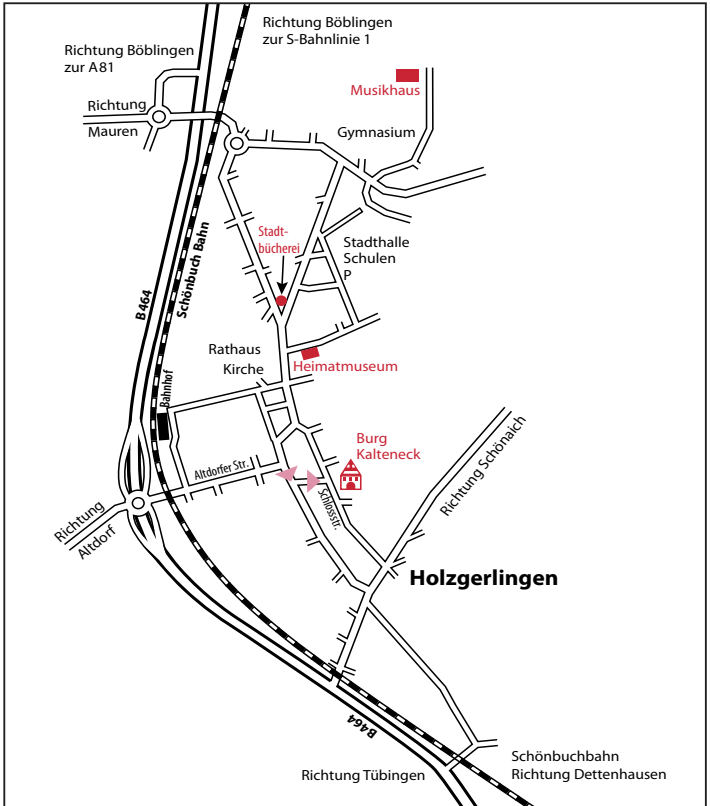 Richtung Böblingen
zur S-Bahnlinie 1
Richtung Böblingen
zur A81
Musikhaus
Richtung
Mauren
Gymnasium
Stadt-
bücherei
Stadthalle
Schulen
P
Schönbuch Bahn
B464
Rathaus
Kirche
Heimatmuseum
Bahnhof
Burg
Kalteneck
Richtung Schönaich
Altdorfer Str.
Schlossstr.
Richtung
Altdorf
Holzgerlingen
B464
Schönbuchbahn
Richtung Dettenhausen
Richtung Tübingen